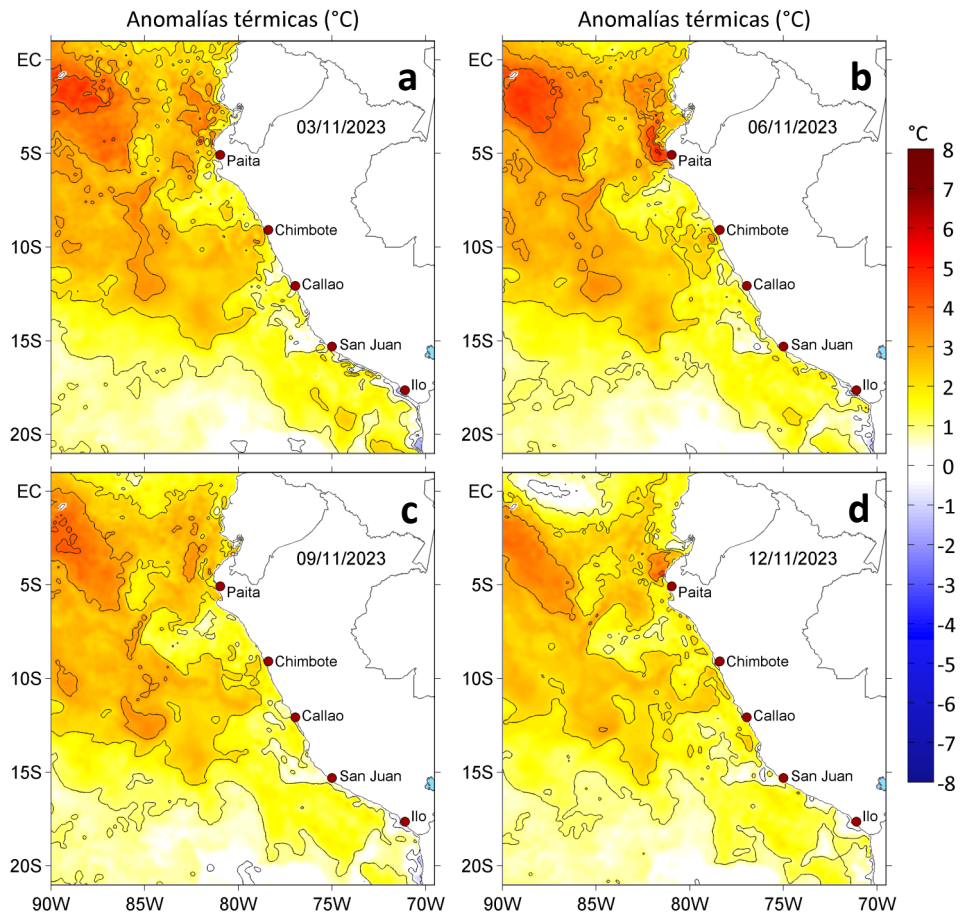 Anomalías térmicas (°C)
Anomalías térmicas (°C)
a
03/11/2023
EC
5S
10S
15S
20S
Paita
Chimbote
Callao
San Juan
Ilo
b
06/11/2023
EC
5S
10S
15S
20S
Paita
Chimbote
Callao
San Juan
Ilo
c
09/11/2023
EC
5S
10S
15S
20S
Paita
Chimbote
Callao
San Juan
Ilo
90W 85W 80W 75W 70W
d
12/11/2023
EC
5S
10S
15S
20S
Paita
Chimbote
Callao
San Juan
Ilo
90W 85W 80W 75W 70W
°C
8
7
6
5
4
3
2
1
0
-1
-2
-3
-4
-5
-6
-7
-8